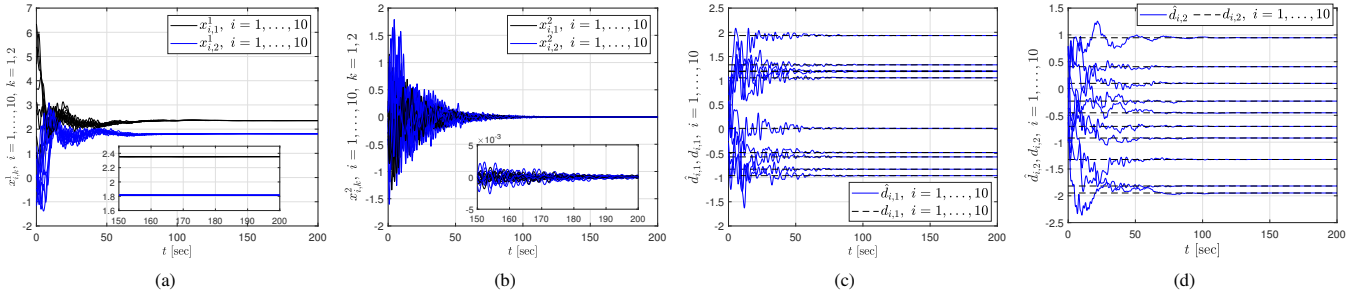 x^1_{i,k}, i = 1, . . . , 10, k = 1, 2
7
6
5
4
3
2
1
0
-1
-2
x^1_{i,1}, i = 1, . . . , 10
x^1_{i,2}, i = 1, . . . , 10
2.4
2.2
2
1.8
1.6
150 160 170 180 190 200
0 50 100 150 200
t [sec]
(a)
x^2_{i,k}, i = 1, . . . , 10, k = 1, 2
2
1.5
1
0.5
0
-0.5
-1
-1.5
-2
x^2_{i,1}, i = 1, . . . , 10
x^2_{i,2}, i = 1, . . . , 10
×10^{-3}
5
0
-5
150 160 170 180 190 200
0 50 100 150 200
t [sec]
(b)
d̂_{i,1}, d_{i,1}, i = 1, . . . , 10
2.5
2
1.5
1
0.5
0
-0.5
-1
-1.5
-2
d̂_{i,1}, i = 1, . . . , 10
d_{i,1}, i = 1, . . . , 10
0 50 100 150 200
t [sec]
(c)
d̂_{i,2}, d_{i,2}, i = 1, . . . , 10
d̂_{i,2} d_{i,2}, i = 1, . . . , 10
1.5
1
0.5
0
-0.5
-1
-1.5
-2
-2.5
0 50 100 150 200
t [sec]
(d)